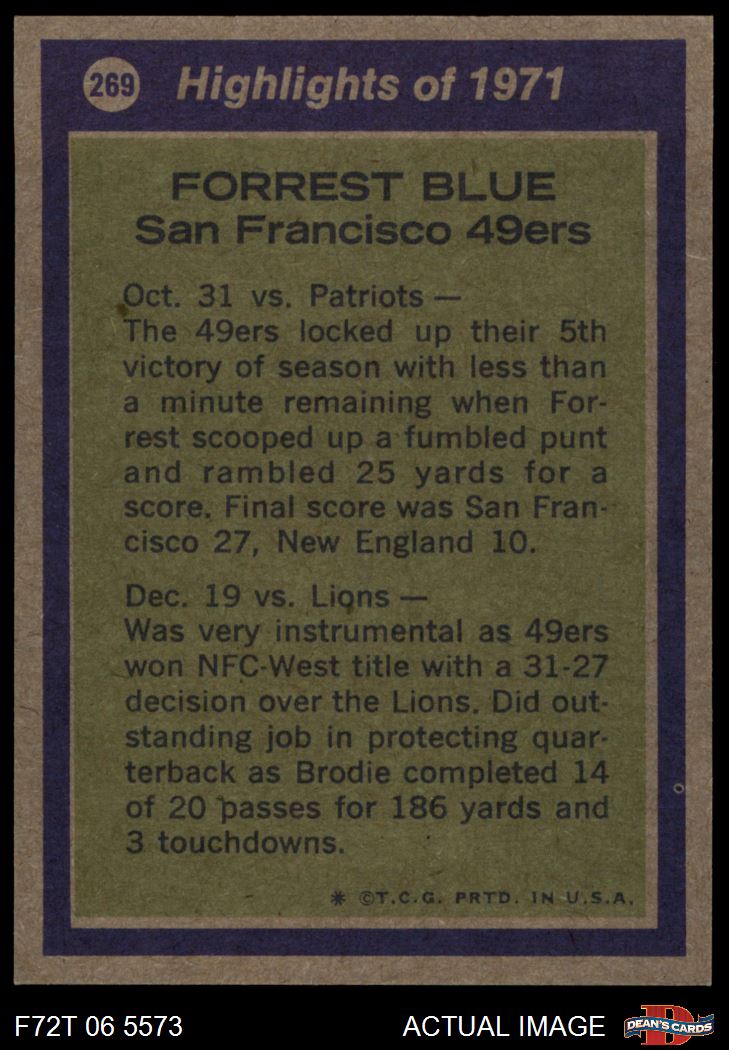 269 Highlights of 1971
FORREST BLUE
San Francisco 49ers
Oct. 31 vs. Patriots —
The 49ers locked up their 5th
victory of season with less than
a minute remaining when For-
rest scooped up a fumbled punt
and rambled 25 yards for a
score. Final score was San Fran-
cisco 27, New England 10.
Dec. 19 vs. Lions —
Was very instrumental as 49ers
won NFC-West title with a 31-27
decision over the Lions. Did out-
standing job in protecting quar-
terback as Brodie completed 14
of 20 passes for 186 yards and
3 touchdowns.
* ©T.C.G. PRTD. IN U.S.A.
F72T 06 5573 ACTUAL IMAGE D DEAN'S CARDS